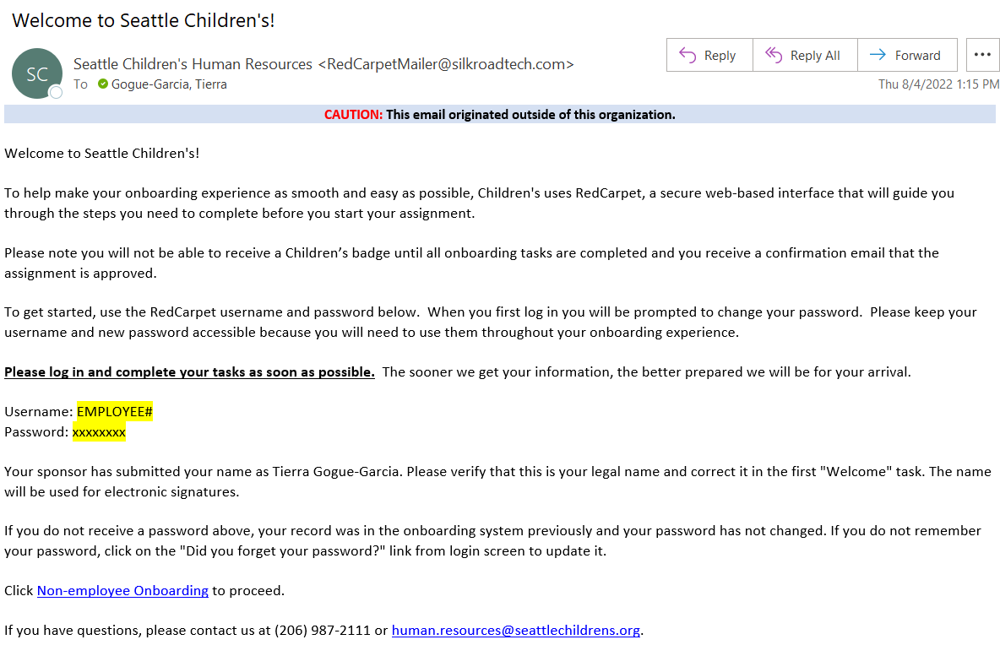 Welcome to Seattle Children's!
SC
Seattle Children's Human Resources <RedCarpetMailer@silkroadtech.com>
To Gogue-Garcia, Tierra
Reply
Reply All
Forward
Thu 8/4/2022 1:15 PM
CAUTION: This email originated outside of this organization.
Welcome to Seattle Children's!
To help make your onboarding experience as smooth and easy as possible, Children's uses RedCarpet, a secure web-based interface that will guide you
through the steps you need to complete before you start your assignment.
Please note you will not be able to receive a Children’s badge until all onboarding tasks are completed and you receive a confirmation email that the
assignment is approved.
To get started, use the RedCarpet username and password below.  When you first log in you will be prompted to change your password.  Please keep your
username and new password accessible because you will need to use them throughout your onboarding experience.
Please log in and complete your tasks as soon as possible.  The sooner we get your information, the better prepared we will be for your arrival.
Username: EMPLOYEE#
Password: xxxxxxxx
Your sponsor has submitted your name as Tierra Gogue-Garcia. Please verify that this is your legal name and correct it in the first "Welcome" task. The name
will be used for electronic signatures.
If you do not receive a password above, your record was in the onboarding system previously and your password has not changed. If you do not remember
your password, click on the "Did you forget your password?" link from login screen to update it.
Click Non-employee Onboarding to proceed.
If you have questions, please contact us at (206) 987-2111 or human.resources@seattlechildrens.org.